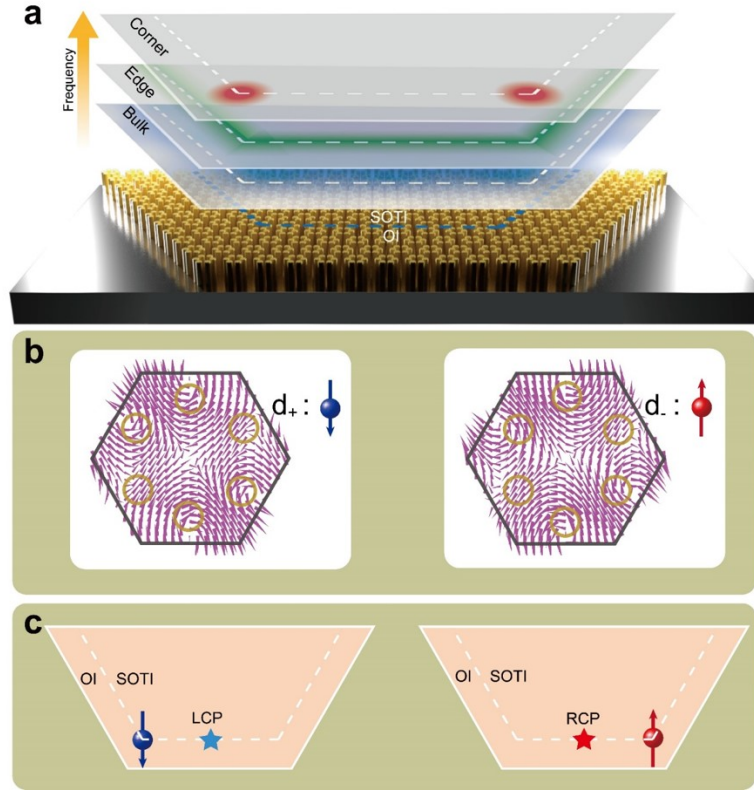 a
Frequency
Corner
Edge
Bulk
SOTI
OI
b
d₊ :
d₋ :
c
OI SOTI
LCP
OI SOTI
RCP